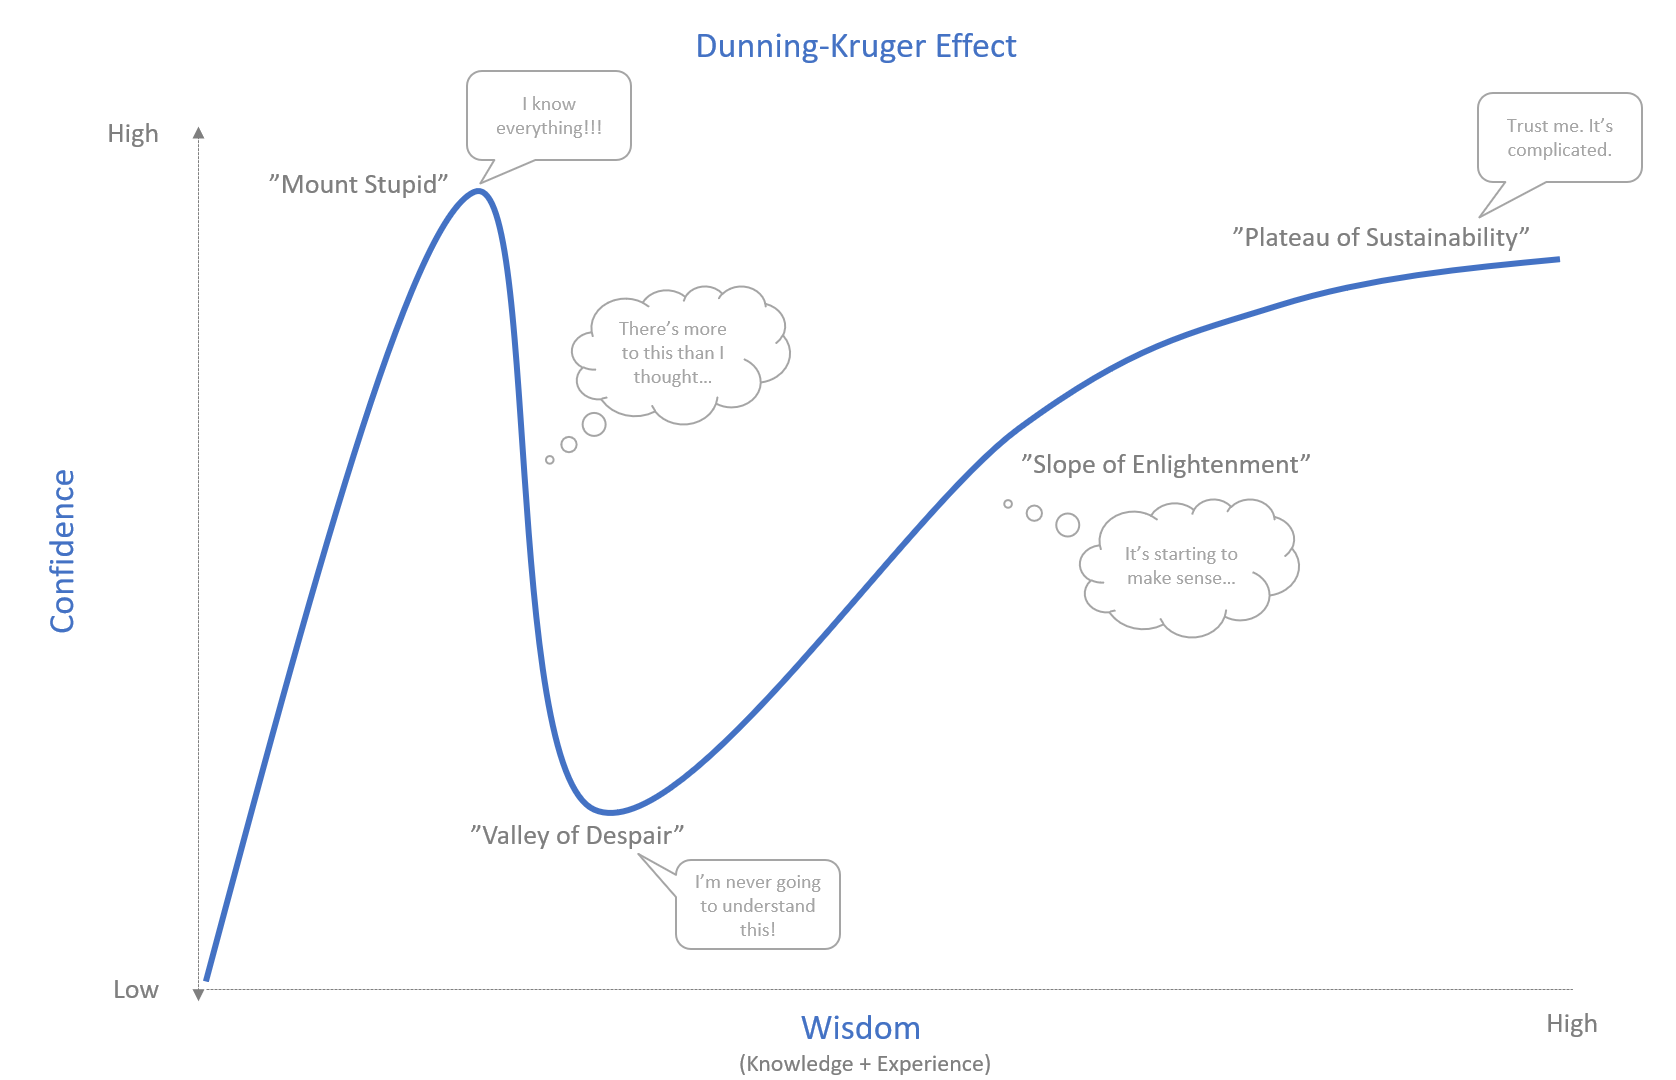 Dunning-Kruger Effect
I know
everything!!!
High
Trust me. It’s
complicated.
”Mount Stupid”
”Plateau of Sustainability”
There’s more
to this than I
thought…
”Slope of Enlightenment”
Confidence
It’s starting to
make sense…
”Valley of Despair”
I’m never going
to understand
this!
Low
Wisdom
High
(Knowledge + Experience)